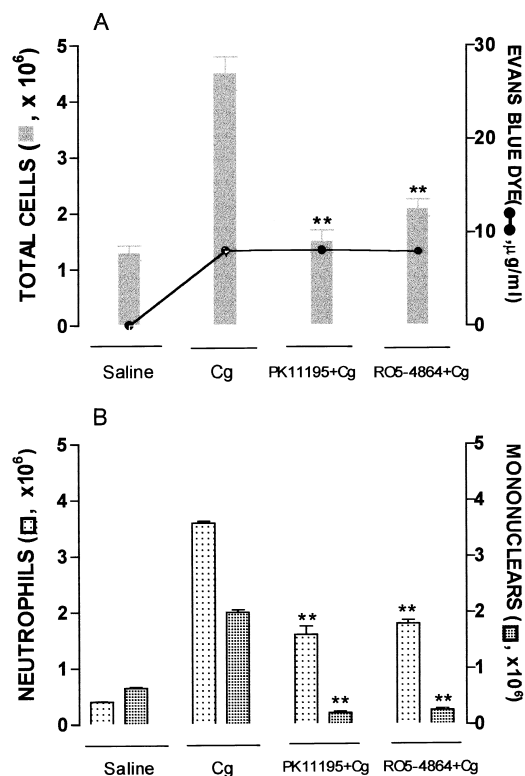 A
TOTAL CELLS (, x 10⁶)
5
4
3
2
1
0
EVANS BLUE DYE(,μg/ml)
30
20
10
0
**
**
Saline
Cg
PK11195+Cg
RO5-4864+Cg
B
NEUTROPHILS (, x10⁶)
5
4
3
2
1
0
MONONUCLEARS (, x10⁶)
5
4
3
2
1
0
**
**
**
**
Saline
Cg
PK11195+Cg
RO5-4864+Cg